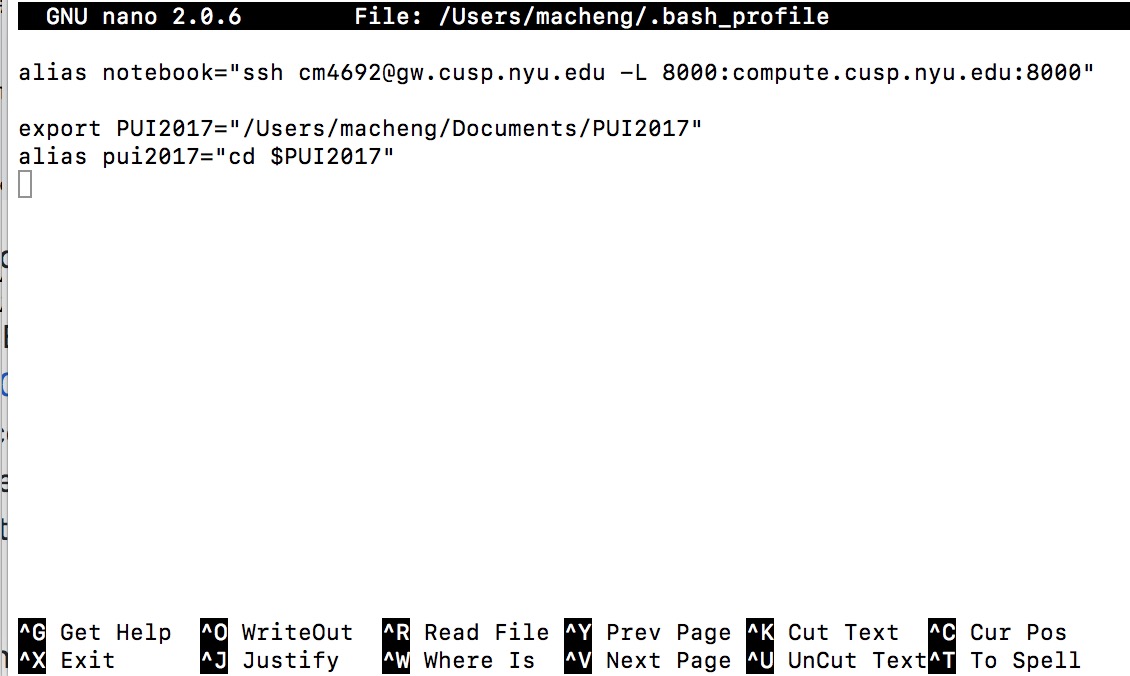 GNU nano 2.0.6 File: /Users/macheng/.bash_profile
alias notebook="ssh cm4692@gw.cusp.nyu.edu -L 8000:compute.cusp.nyu.edu:8000"
export PUI2017="/Users/macheng/Documents/PUI2017"
alias pui2017="cd $PUI2017"
^G Get Help ^O WriteOut ^R Read File ^Y Prev Page ^K Cut Text ^C Cur Pos
^X Exit ^J Justify ^W Where Is ^V Next Page ^U UnCut Text ^T To Spell